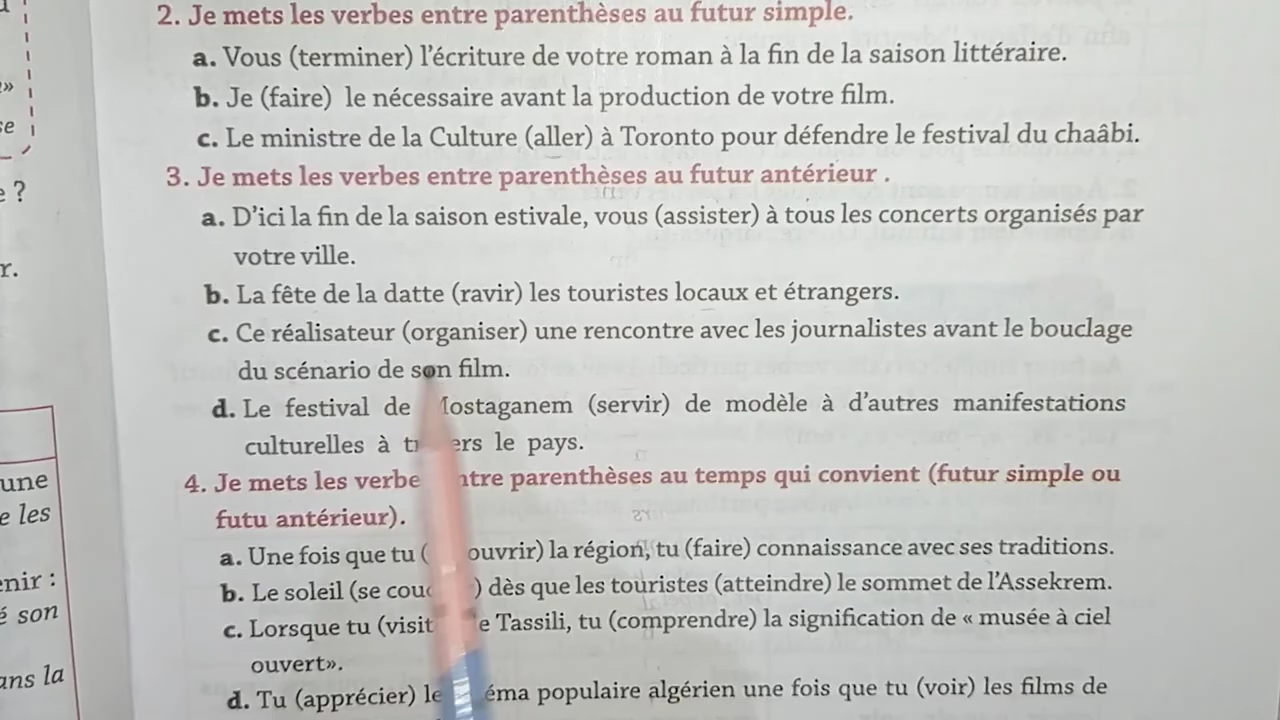 2. Je mets les verbes entre parenthèses au futur simple.
a. Vous (terminer) l'écriture de votre roman à la fin de la saison littéraire.
b. Je (faire) le nécessaire avant la production de votre film.
c. Le ministre de la Culture (aller) à Toronto pour défendre le festival du chaâbi.
3. Je mets les verbes entre parenthèses au futur antérieur .
a. D'ici la fin de la saison estivale, vous (assister) à tous les concerts organisés par
votre ville.
b. La fête de la datte (ravir) les touristes locaux et étrangers.
c. Ce réalisateur (organiser) une rencontre avec les journalistes avant le bouclage
du scénario de son film.
d. Le festival de Mostaganem (servir) de modèle à d'autres manifestations
culturelles à le pays.
4. Je mets les entre parenthèses au temps qui convient (futur simple ou
futu antérieur).
a. Une fois que tu ( ouvrir) la région, tu (faire) connaissance avec ses traditions.
b. Le soleil (se ) dès que les touristes (atteindre) le sommet de l'Assekrem.
c. Lorsque tu (visit Tassili, tu (comprendre) la signification de « musée à ciel
ouvert».
d. Tu (apprécier) populaire algérien une fois que tu (voir) les films de
»
e ?
r.
une
e les
enir :
é son
ans la